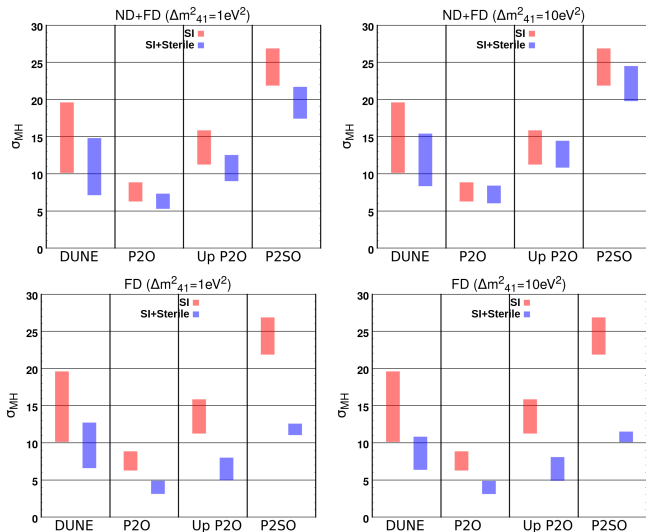 ND+FD (Δm²₄₁=1eV²)
SI
SI+Sterile
30
25
20
15
10
5
0
σMH
DUNE P2O Up P2O P2SO
ND+FD (Δm²₄₁=10eV²)
SI
SI+Sterile
30
25
20
15
10
5
0
σMH
DUNE P2O Up P2O P2SO
FD (Δm²₄₁=1eV²)
SI
SI+Sterile
30
25
20
15
10
5
0
σMH
DUNE P2O Up P2O P2SO
FD (Δm²₄₁=10eV²)
SI
SI+Sterile
30
25
20
15
10
5
0
σMH
DUNE P2O Up P2O P2SO